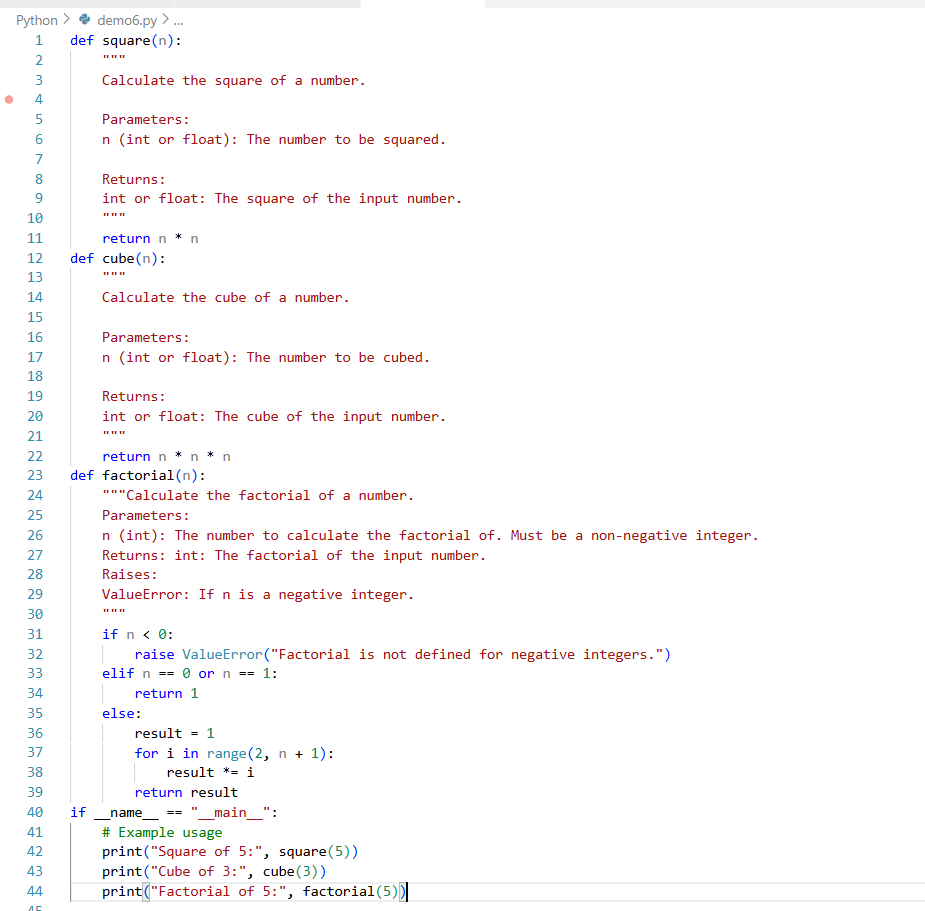 Python > demo6.py > ...
1 def square(n):
2 """
3 Calculate the square of a number.
4
5 Parameters:
6 n (int or float): The number to be squared.
7
8 Returns:
9 int or float: The square of the input number.
10 """
11 return n * n
12 def cube(n):
13 """
14 Calculate the cube of a number.
15
16 Parameters:
17 n (int or float): The number to be cubed.
18
19 Returns:
20 int or float: The cube of the input number.
21 """
22 return n * n * n
23 def factorial(n):
24 """Calculate the factorial of a number.
25 Parameters:
26 n (int): The number to calculate the factorial of. Must be a non-negative integer.
27 Returns: int: The factorial of the input number.
28 Raises:
29 ValueError: If n is a negative integer.
30 """
31 if n < 0:
32 raise ValueError("Factorial is not defined for negative integers.")
33 elif n == 0 or n == 1:
34 return 1
35 else:
36 result = 1
37 for i in range(2, n + 1):
38 result *= i
39 return result
40 if __name__ == "__main__":
41 # Example usage
42 print("Square of 5:", square(5))
43 print("Cube of 3:", cube(3))
44 print("Factorial of 5:", factorial(5))
45